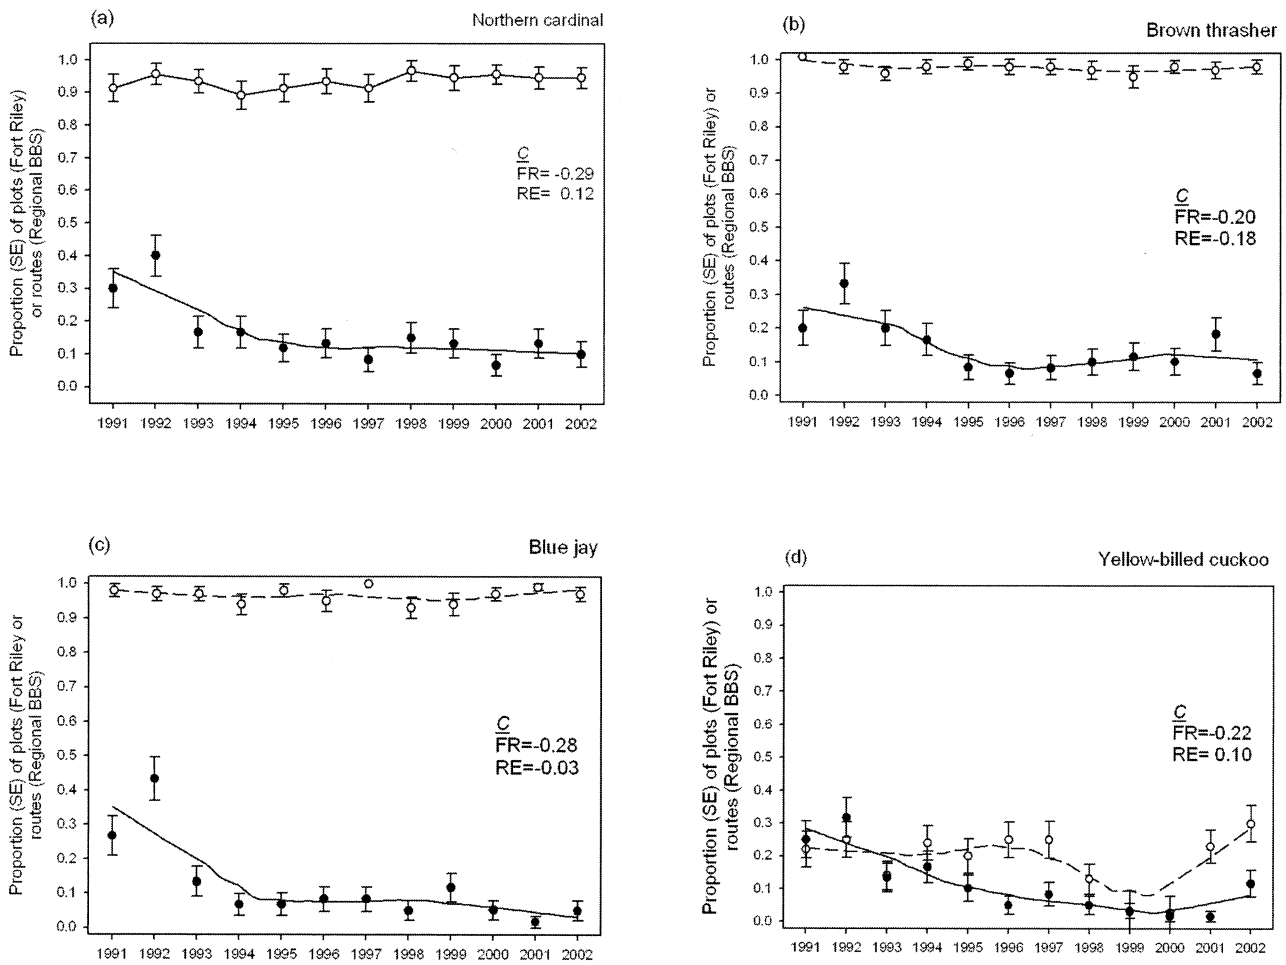 (a)
Northern cardinal
Proportion (SE) of plots (Fort Riley)
or routes (Regional BBS)
1.0
0.9
0.8
0.7
0.6
0.5
0.4
0.3
0.2
0.1
0.0
C
FR= -0.29
RE= 0.12
1991 1992 1993 1994 1995 1996 1997 1998 1999 2000 2001 2002
(b)
Brown thrasher
Proportion (SE) of plots (Fort Riley) or
routes (Regional BBS)
1.0
0.9
0.8
0.7
0.6
0.5
0.4
0.3
0.2
0.1
0.0
C
FR=-0.20
RE=-0.18
1991 1992 1993 1994 1995 1996 1997 1998 1999 2000 2001 2002
(c)
Blue jay
Proportion (SE) of plots (Fort Riley or
routes (Regional BBS)
1.0
0.9
0.8
0.7
0.6
0.5
0.4
0.3
0.2
0.1
0.0
C
FR=-0.28
RE=-0.03
1991 1992 1993 1994 1995 1996 1997 1998 1999 2000 2001 2002
(d)
Yellow-billed cuckoo
Proportion (SE) of plots (Fort Riley) or
routes (Regional BBS)
1.0
0.9
0.8
0.7
0.6
0.5
0.4
0.3
0.2
0.1
0.0
C
FR=-0.22
RE= 0.10
1991 1992 1993 1994 1995 1996 1997 1998 1999 2000 2001 2002